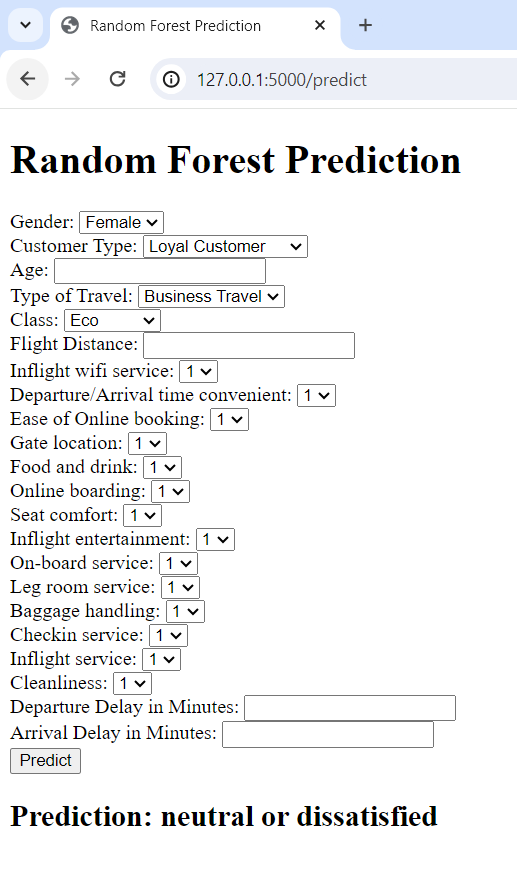 Random Forest Prediction
127.0.0.1:5000/predict
Random Forest Prediction
Gender: Female
Customer Type: Loyal Customer
Age:
Type of Travel: Business Travel
Class: Eco
Flight Distance:
Inflight wifi service: 1
Departure/Arrival time convenient: 1
Ease of Online booking: 1
Gate location: 1
Food and drink: 1
Online boarding: 1
Seat comfort: 1
Inflight entertainment: 1
On-board service: 1
Leg room service: 1
Baggage handling: 1
Checkin service: 1
Inflight service: 1
Cleanliness: 1
Departure Delay in Minutes:
Arrival Delay in Minutes:
Predict
Prediction: neutral or dissatisfied